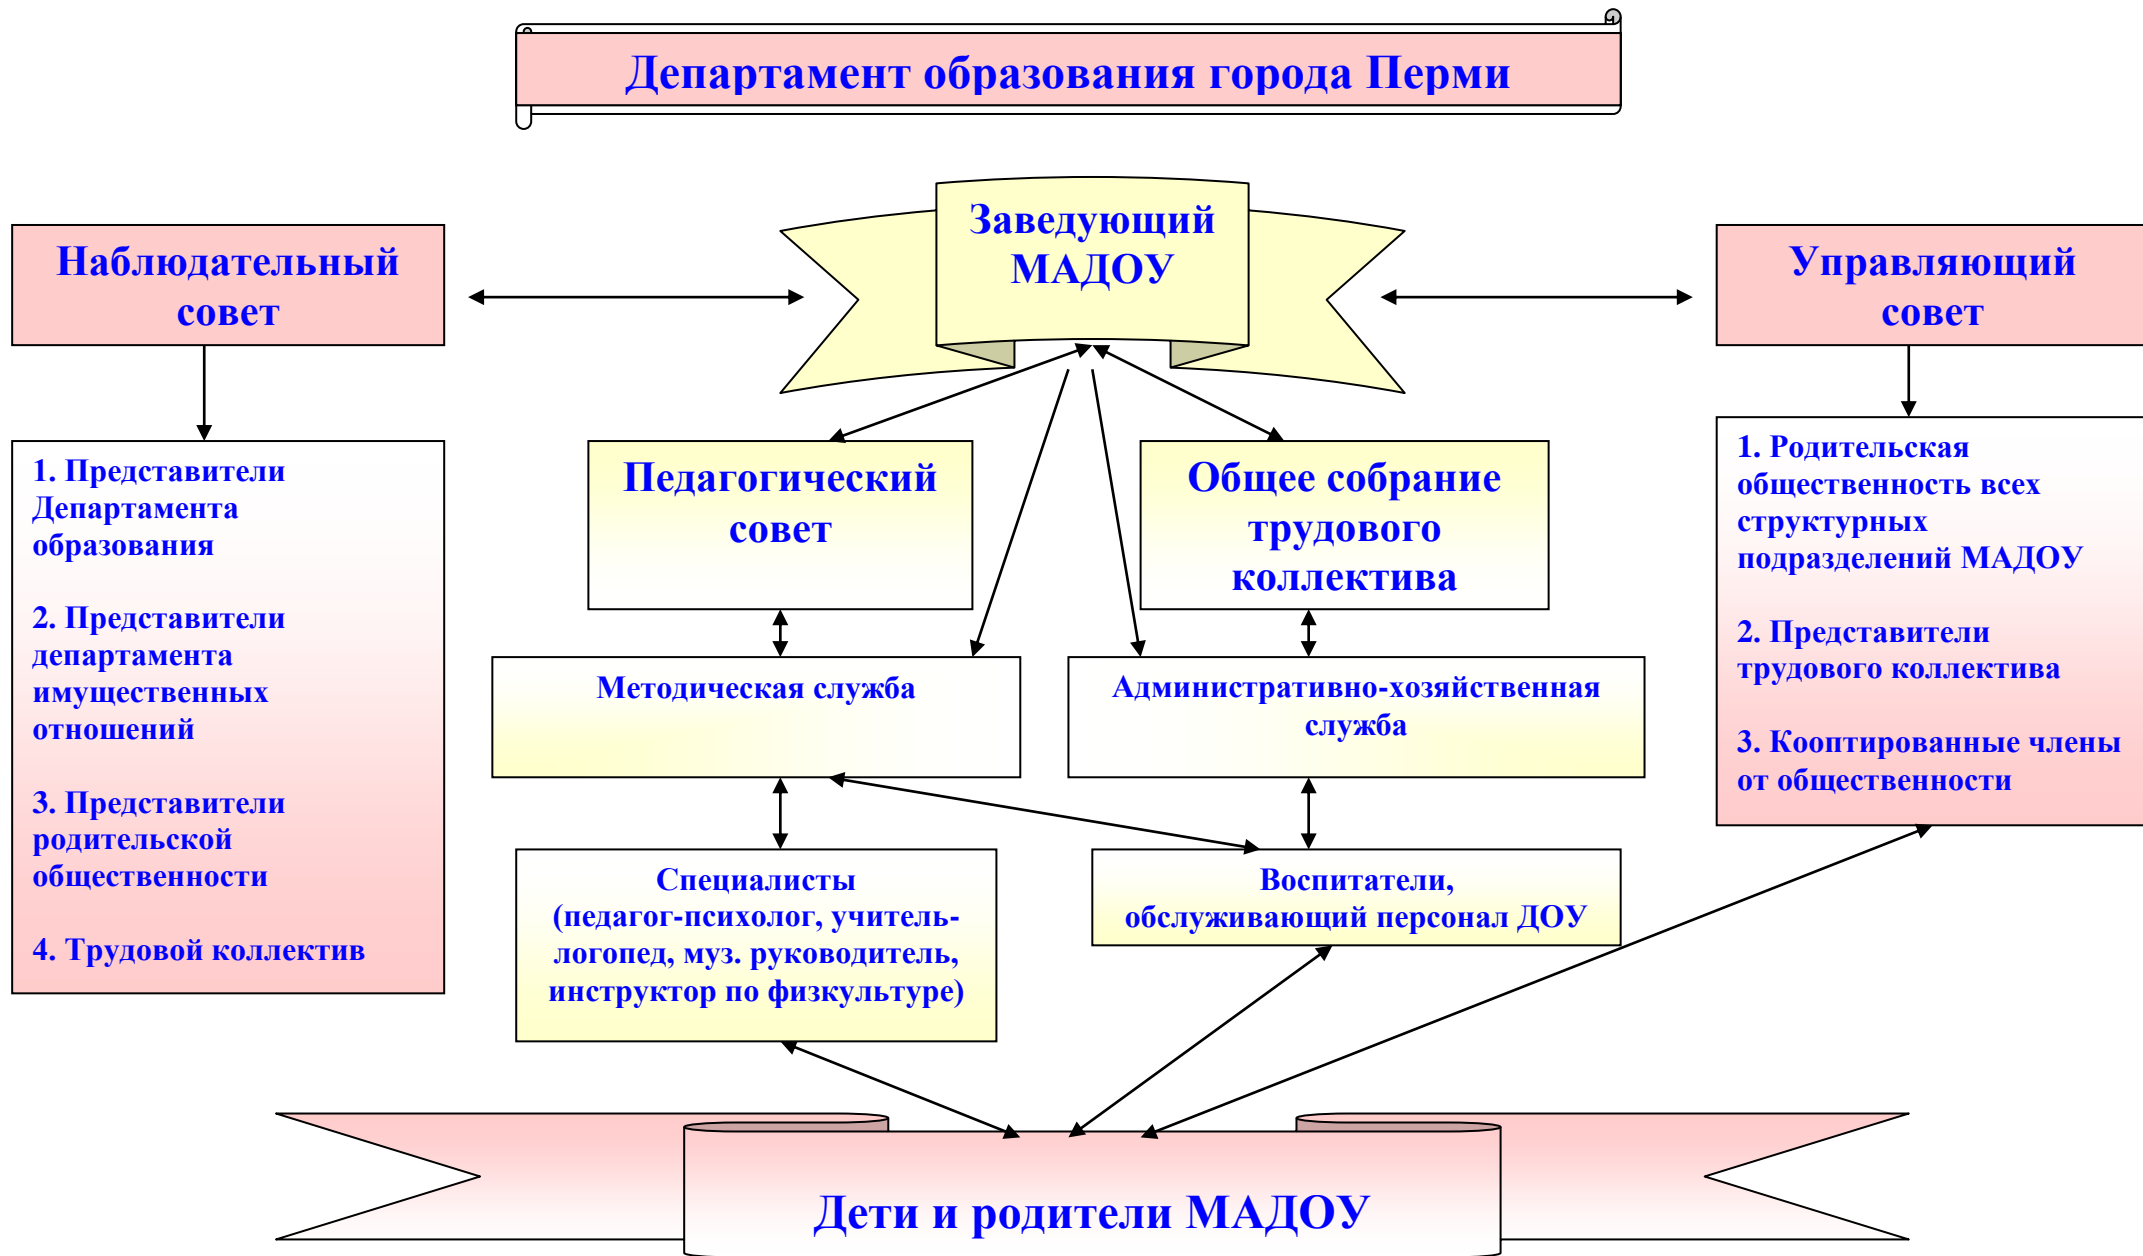 Департамент образования города Перми
Заведующий
МАДОУ
Наблюдательный
совет
Управляющий
совет
1. Представители
Департамента
образования
2. Представители
департамента
имущественных
отношений
3. Представители
родительской
общественности
4. Трудовой коллектив
Педагогический
совет
Общее собрание
трудового
коллектива
1. Родительская
общественность всех
структурных
подразделений МАДОУ
2. Представители
трудового коллектива
3. Кооптированные члены
от общественности
Методическая служба
Административно-хозяйственная
служба
Специалисты
(педагог-психолог, учитель-
логопед, муз. руководитель,
инструктор по физкультуре)
Воспитатели,
обслуживающий персонал ДОУ
Дети и родители МАДОУ